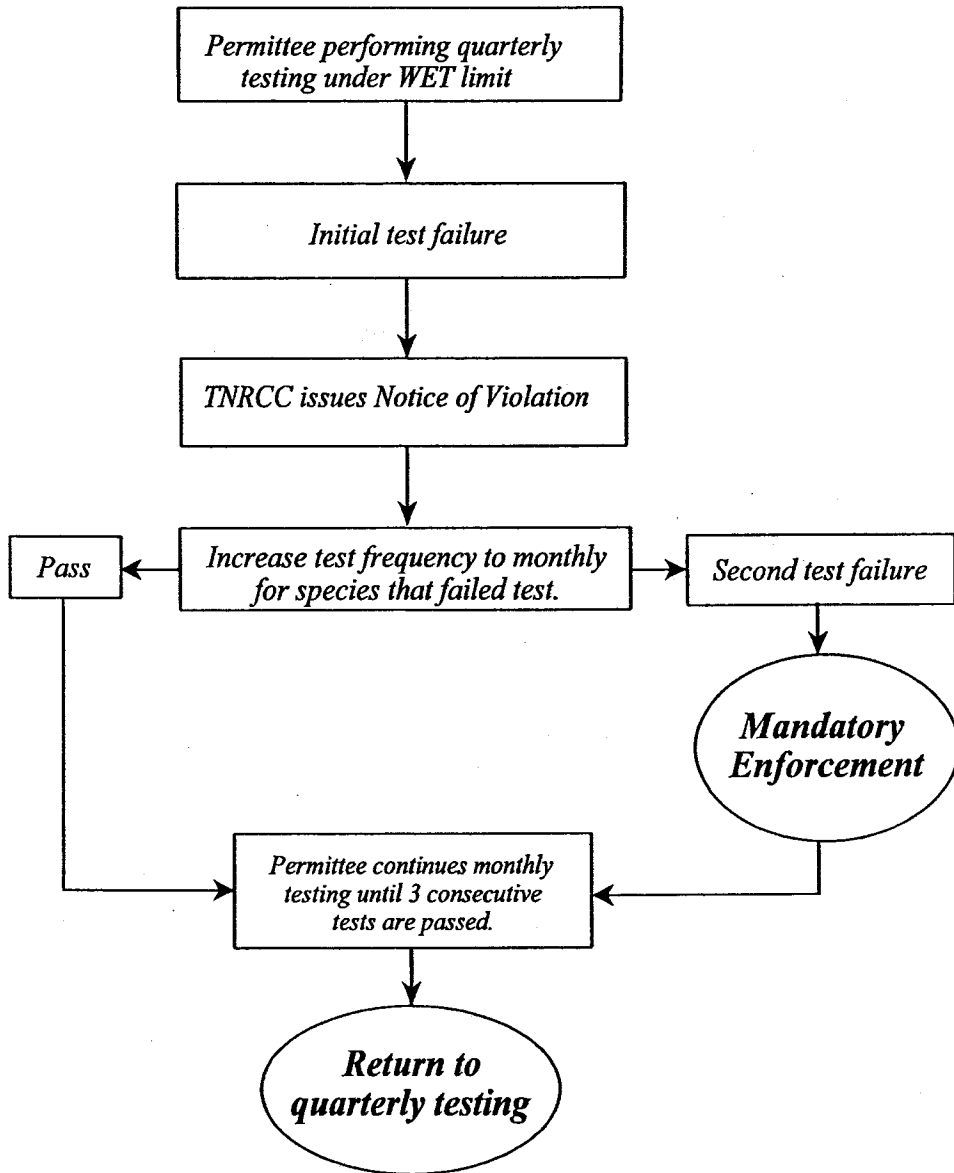 Permittee performing quarterly
testing under WET limit
Initial test failure
TNRCC issues Notice of Violation
Pass
Increase test frequency to monthly
for species that failed test.
Second test failure
Mandatory
Enforcement
Permittee continues monthly
testing until 3 consecutive
tests are passed.
Return to
quarterly testing